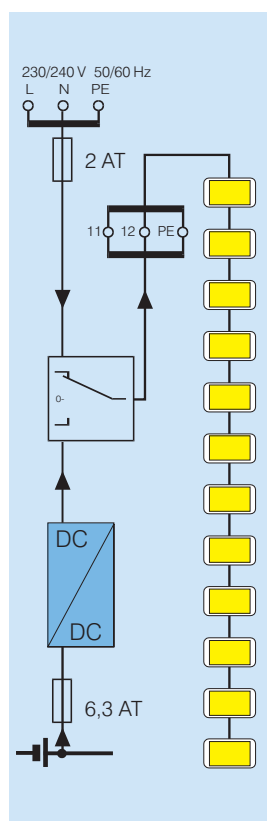 230/240 V 50/60 Hz
L N PE
2 AT
11 12 PE
0-
DC
DC
6,3 AT